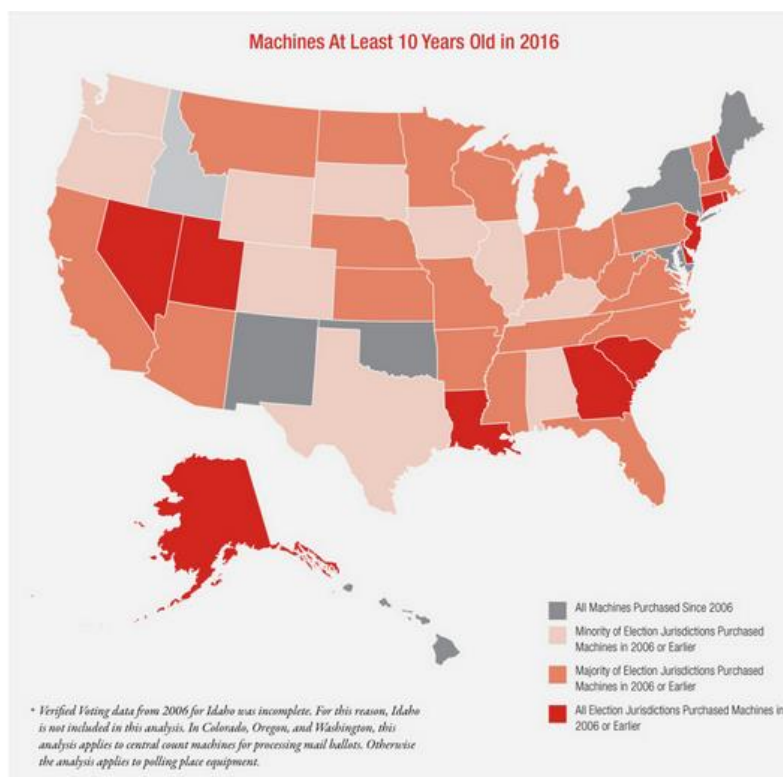 Machines At Least 10 Years Old in 2016
All Machines Purchased Since 2006
Minority of Election Jurisdictions Purchased
Machines in 2006 or Earlier
Majority of Election Jurisdictions Purchased
Machines in 2006 or Earlier
All Election Jurisdictions Purchased Machines in
2006 or Earlier
* Verified Voting data from 2006 for Idaho was incomplete. For this reason, Idaho
is not included in this analysis. In Colorado, Oregon, and Washington, this
analysis applies to central count machines for processing mail ballots. Otherwise
the analysis applies to polling place equipment.